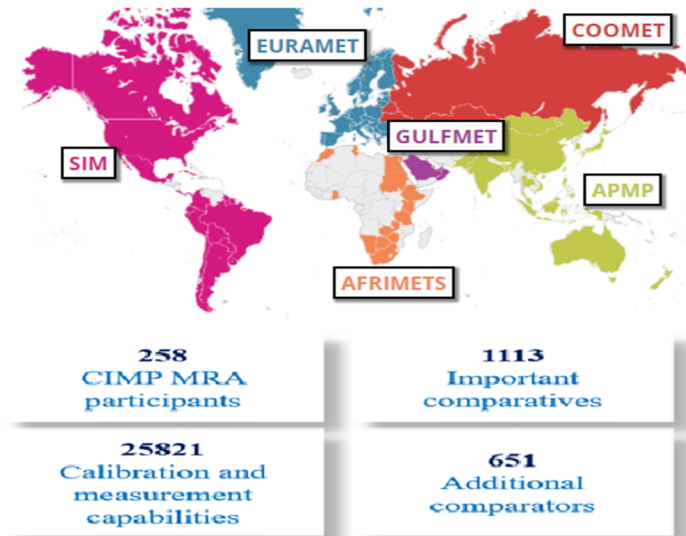 EURAMET
COOMET
GULFMET
SIM
APMP
AFRIMETS
258
CIMP MRA
participants
1113
Important
comparatives
25821
Calibration and
measurement
capabilities
651
Additional
comparators